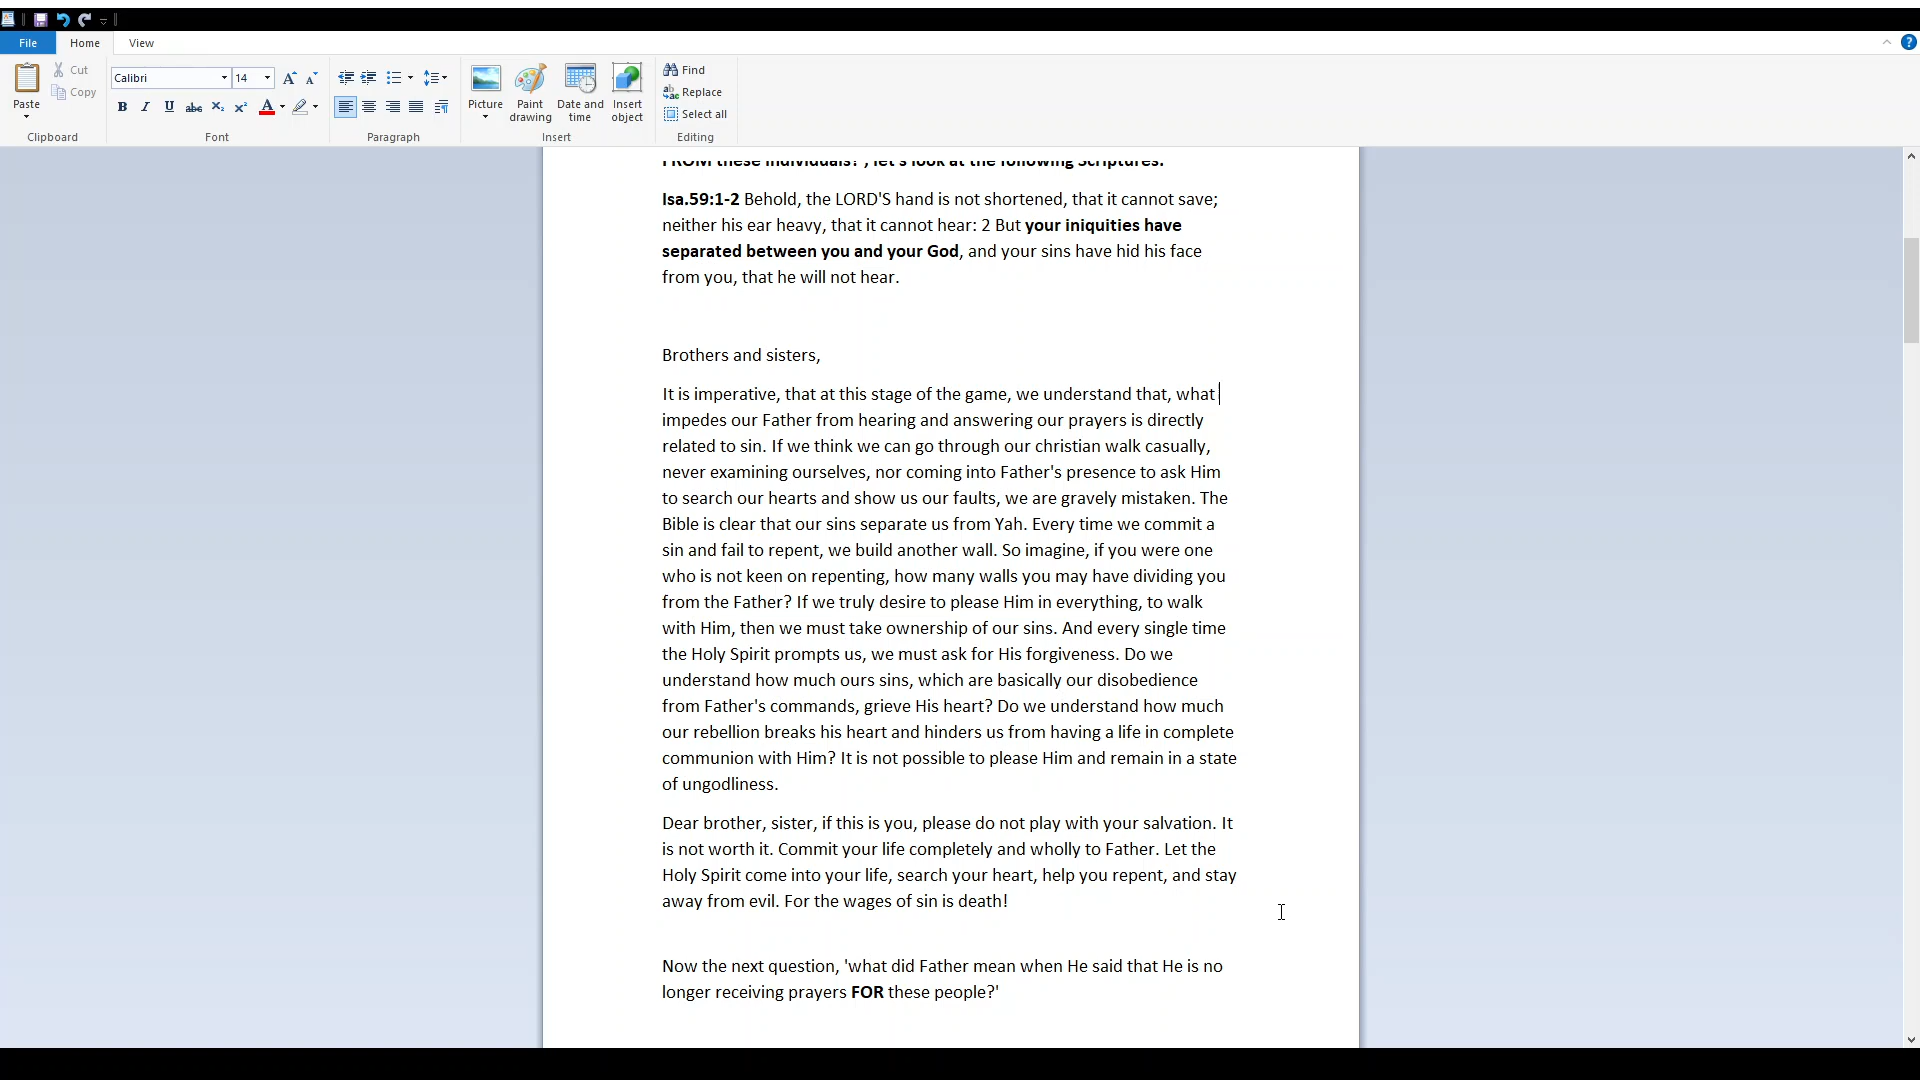 File Home View
Cut
Copy
Paste
Clipboard
Calibri 14
B I U abc X₂ X² A
Font
Paragraph
Picture
Paint drawing
Date and time
Insert object
Insert
Find
Replace
Select all
Editing
FROM these individuals?', let's look at the following Scriptures.
Isa.59:1-2 Behold, the LORD'S hand is not shortened, that it cannot save;
neither his ear heavy, that it cannot hear: 2 But your iniquities have
separated between you and your God, and your sins have hid his face
from you, that he will not hear.
Brothers and sisters,
It is imperative, that at this stage of the game, we understand that, what
impedes our Father from hearing and answering our prayers is directly
related to sin. If we think we can go through our christian walk casually,
never examining ourselves, nor coming into Father's presence to ask Him
to search our hearts and show us our faults, we are gravely mistaken. The
Bible is clear that our sins separate us from Yah. Every time we commit a
sin and fail to repent, we build another wall. So imagine, if you were one
who is not keen on repenting, how many walls you may have dividing you
from the Father? If we truly desire to please Him in everything, to walk
with Him, then we must take ownership of our sins. And every single time
the Holy Spirit prompts us, we must ask for His forgiveness. Do we
understand how much ours sins, which are basically our disobedience
from Father's commands, grieve His heart? Do we understand how much
our rebellion breaks his heart and hinders us from having a life in complete
communion with Him? It is not possible to please Him and remain in a state
of ungodliness.
Dear brother, sister, if this is you, please do not play with your salvation. It
is not worth it. Commit your life completely and wholly to Father. Let the
Holy Spirit come into your life, search your heart, help you repent, and stay
away from evil. For the wages of sin is death!
Now the next question, 'what did Father mean when He said that He is no
longer receiving prayers FOR these people?'